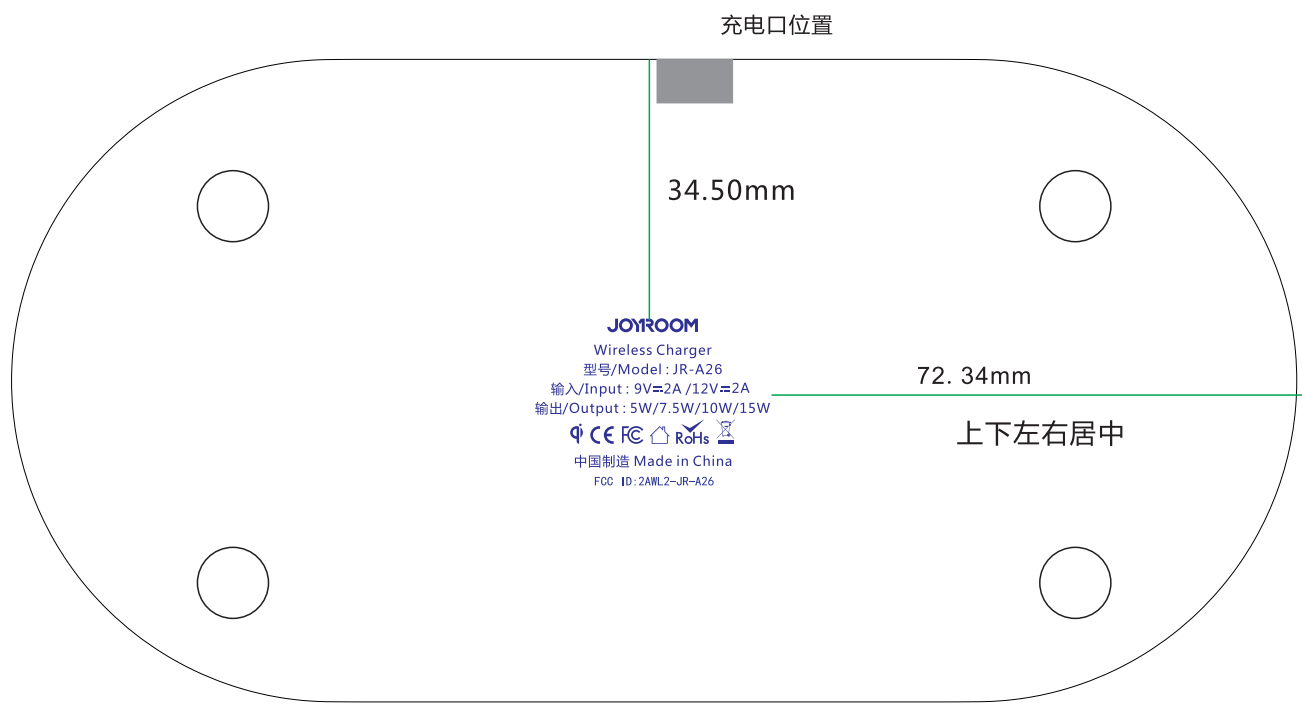 充电口位置
34.50mm
JOYROOM
Wireless Charger
型号/Model : JR-A26
输入/Input : 9V⎓2A /12V⎓2A
72. 34mm
输出/Output : 5W/7.5W/10W/15W
上下左右居中
qi CE FC RoHS
中国制造 Made in China
FCC ID:2AWL2-JR-A26